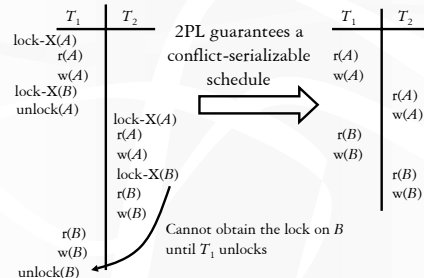 T₁ T₂
lock-X(A)
r(A)
w(A)
lock-X(B)
unlock(A)
lock-X(A)
r(A)
w(A)
lock-X(B)
r(B)
w(B)
r(B)
w(B)
unlock(B)
2PL guarantees a
conflict-serializable
schedule
Cannot obtain the lock on B
until T₁ unlocks
T₁ T₂
r(A)
w(A)
r(A)
w(A)
r(B)
w(B)
r(B)
w(B)